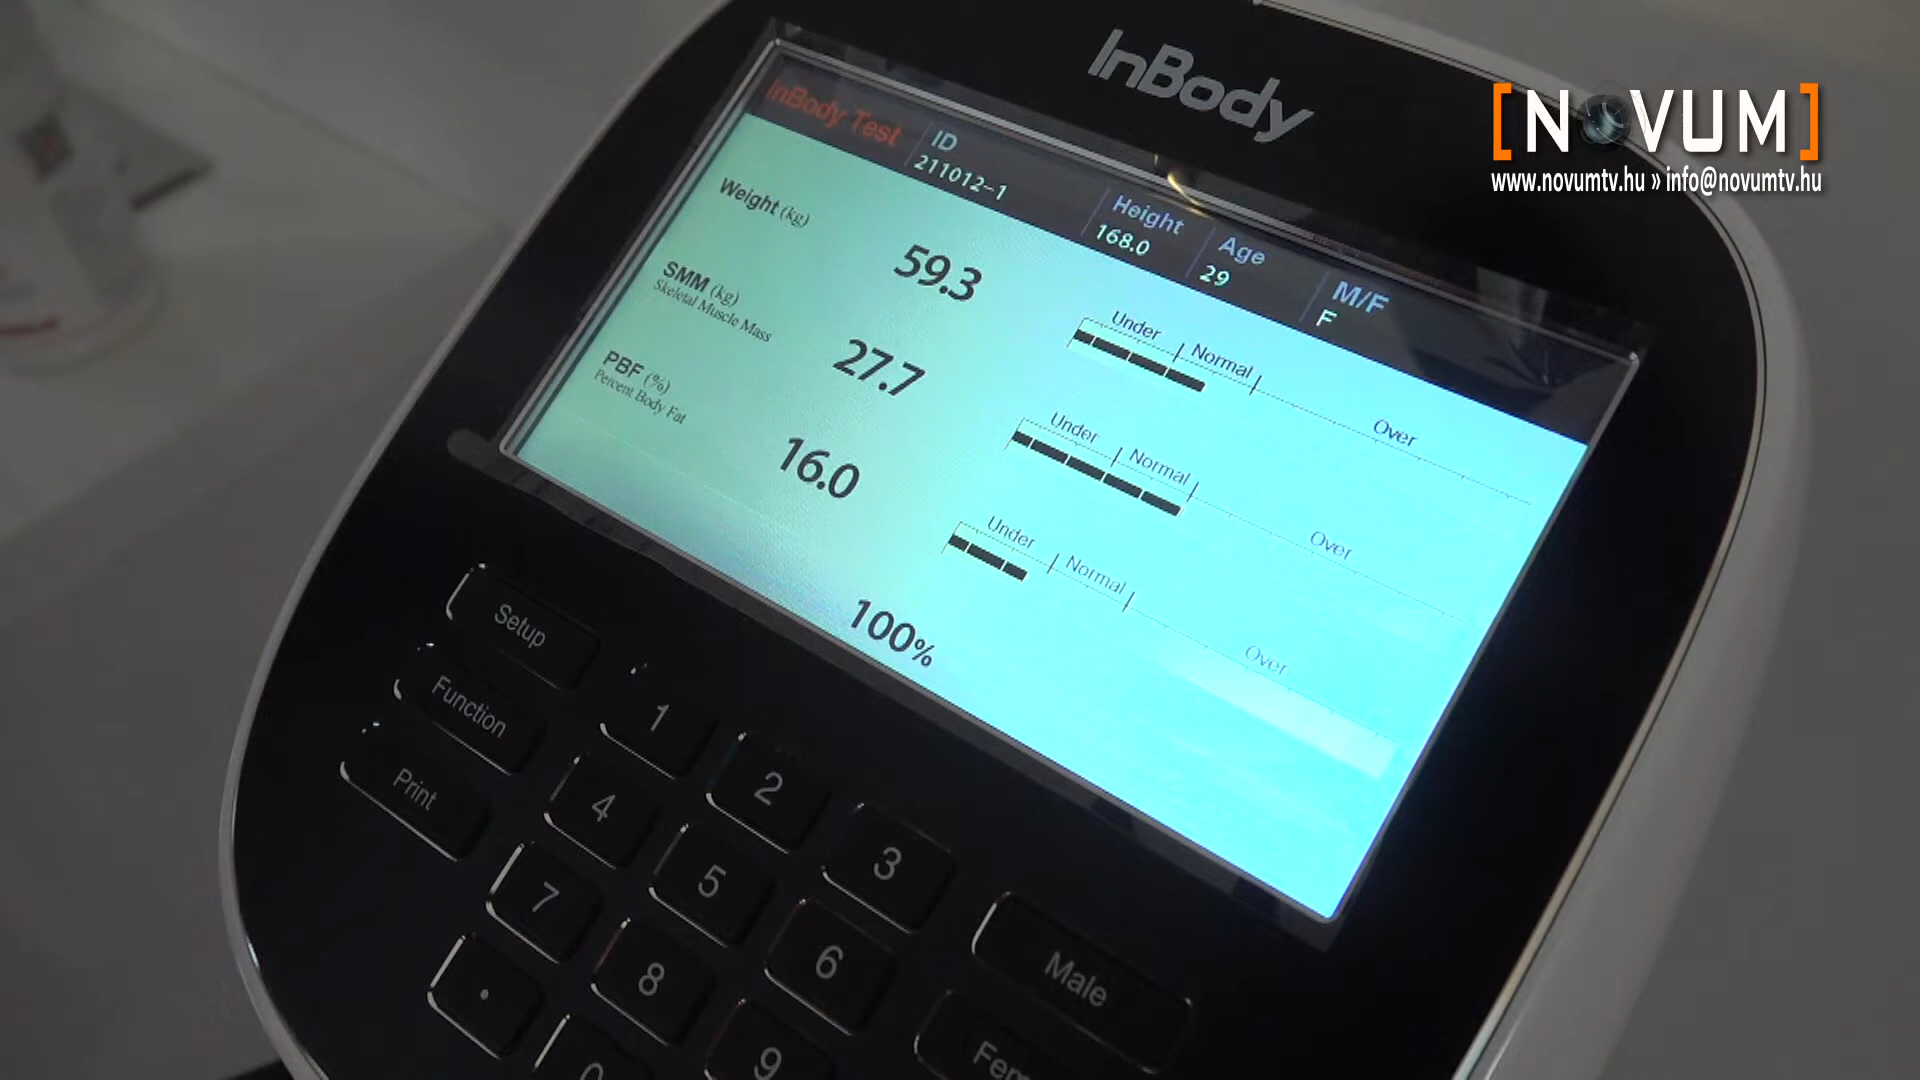 InBody
[NOVUM]
www.novumtv.hu » info@novumtv.hu
InBody Test
ID
211012-1
Height
168.0
Age
29
M/F
F
Weight (kg)
59.3
Under Normal Over
SMM (kg)
Skeletal Muscle Mass
27.7
Under Normal Over
PBF (%)
Percent Body Fat
16.0
Under Normal Over
100%
Setup
Function
Print
1
2
3
4
5
6
7
8
9
.
0
Male
Fem